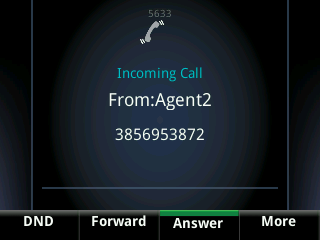 5633
Incoming Call
From:Agent2
3856953872
DND Forward Answer More